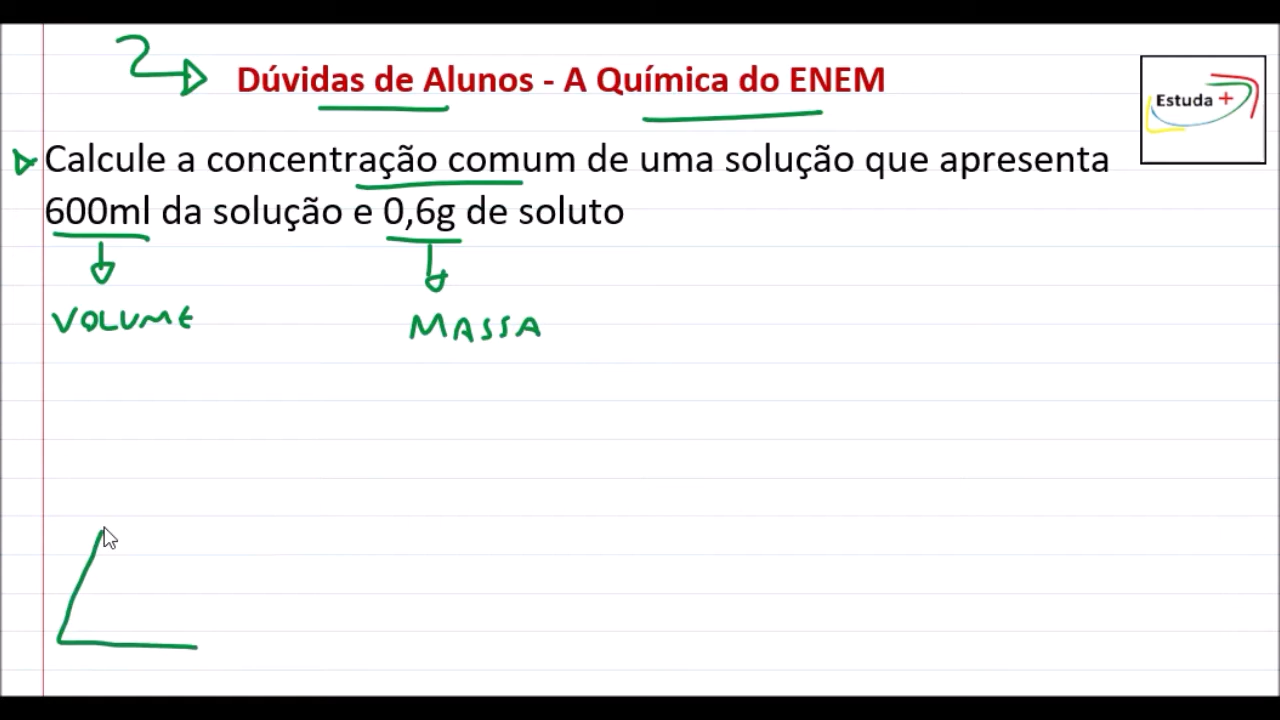 Dúvidas de Alunos - A Química do ENEM
Estuda +
Calcule a concentração comum de uma solução que apresenta
600ml da solução e 0,6g de soluto
VOLUME
MASSA